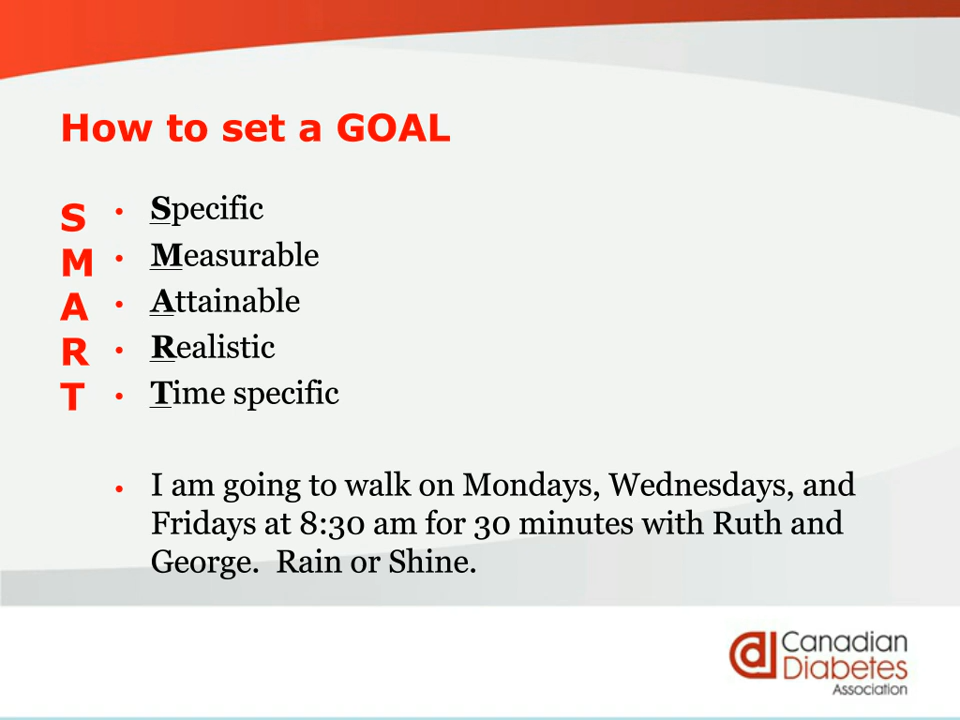 How to set a GOAL
S • Specific
M • Measurable
A • Attainable
R • Realistic
T • Time specific
• I am going to walk on Mondays, Wednesdays, and
Fridays at 8:30 am for 30 minutes with Ruth and
George.  Rain or Shine.
Canadian
Diabetes
Association